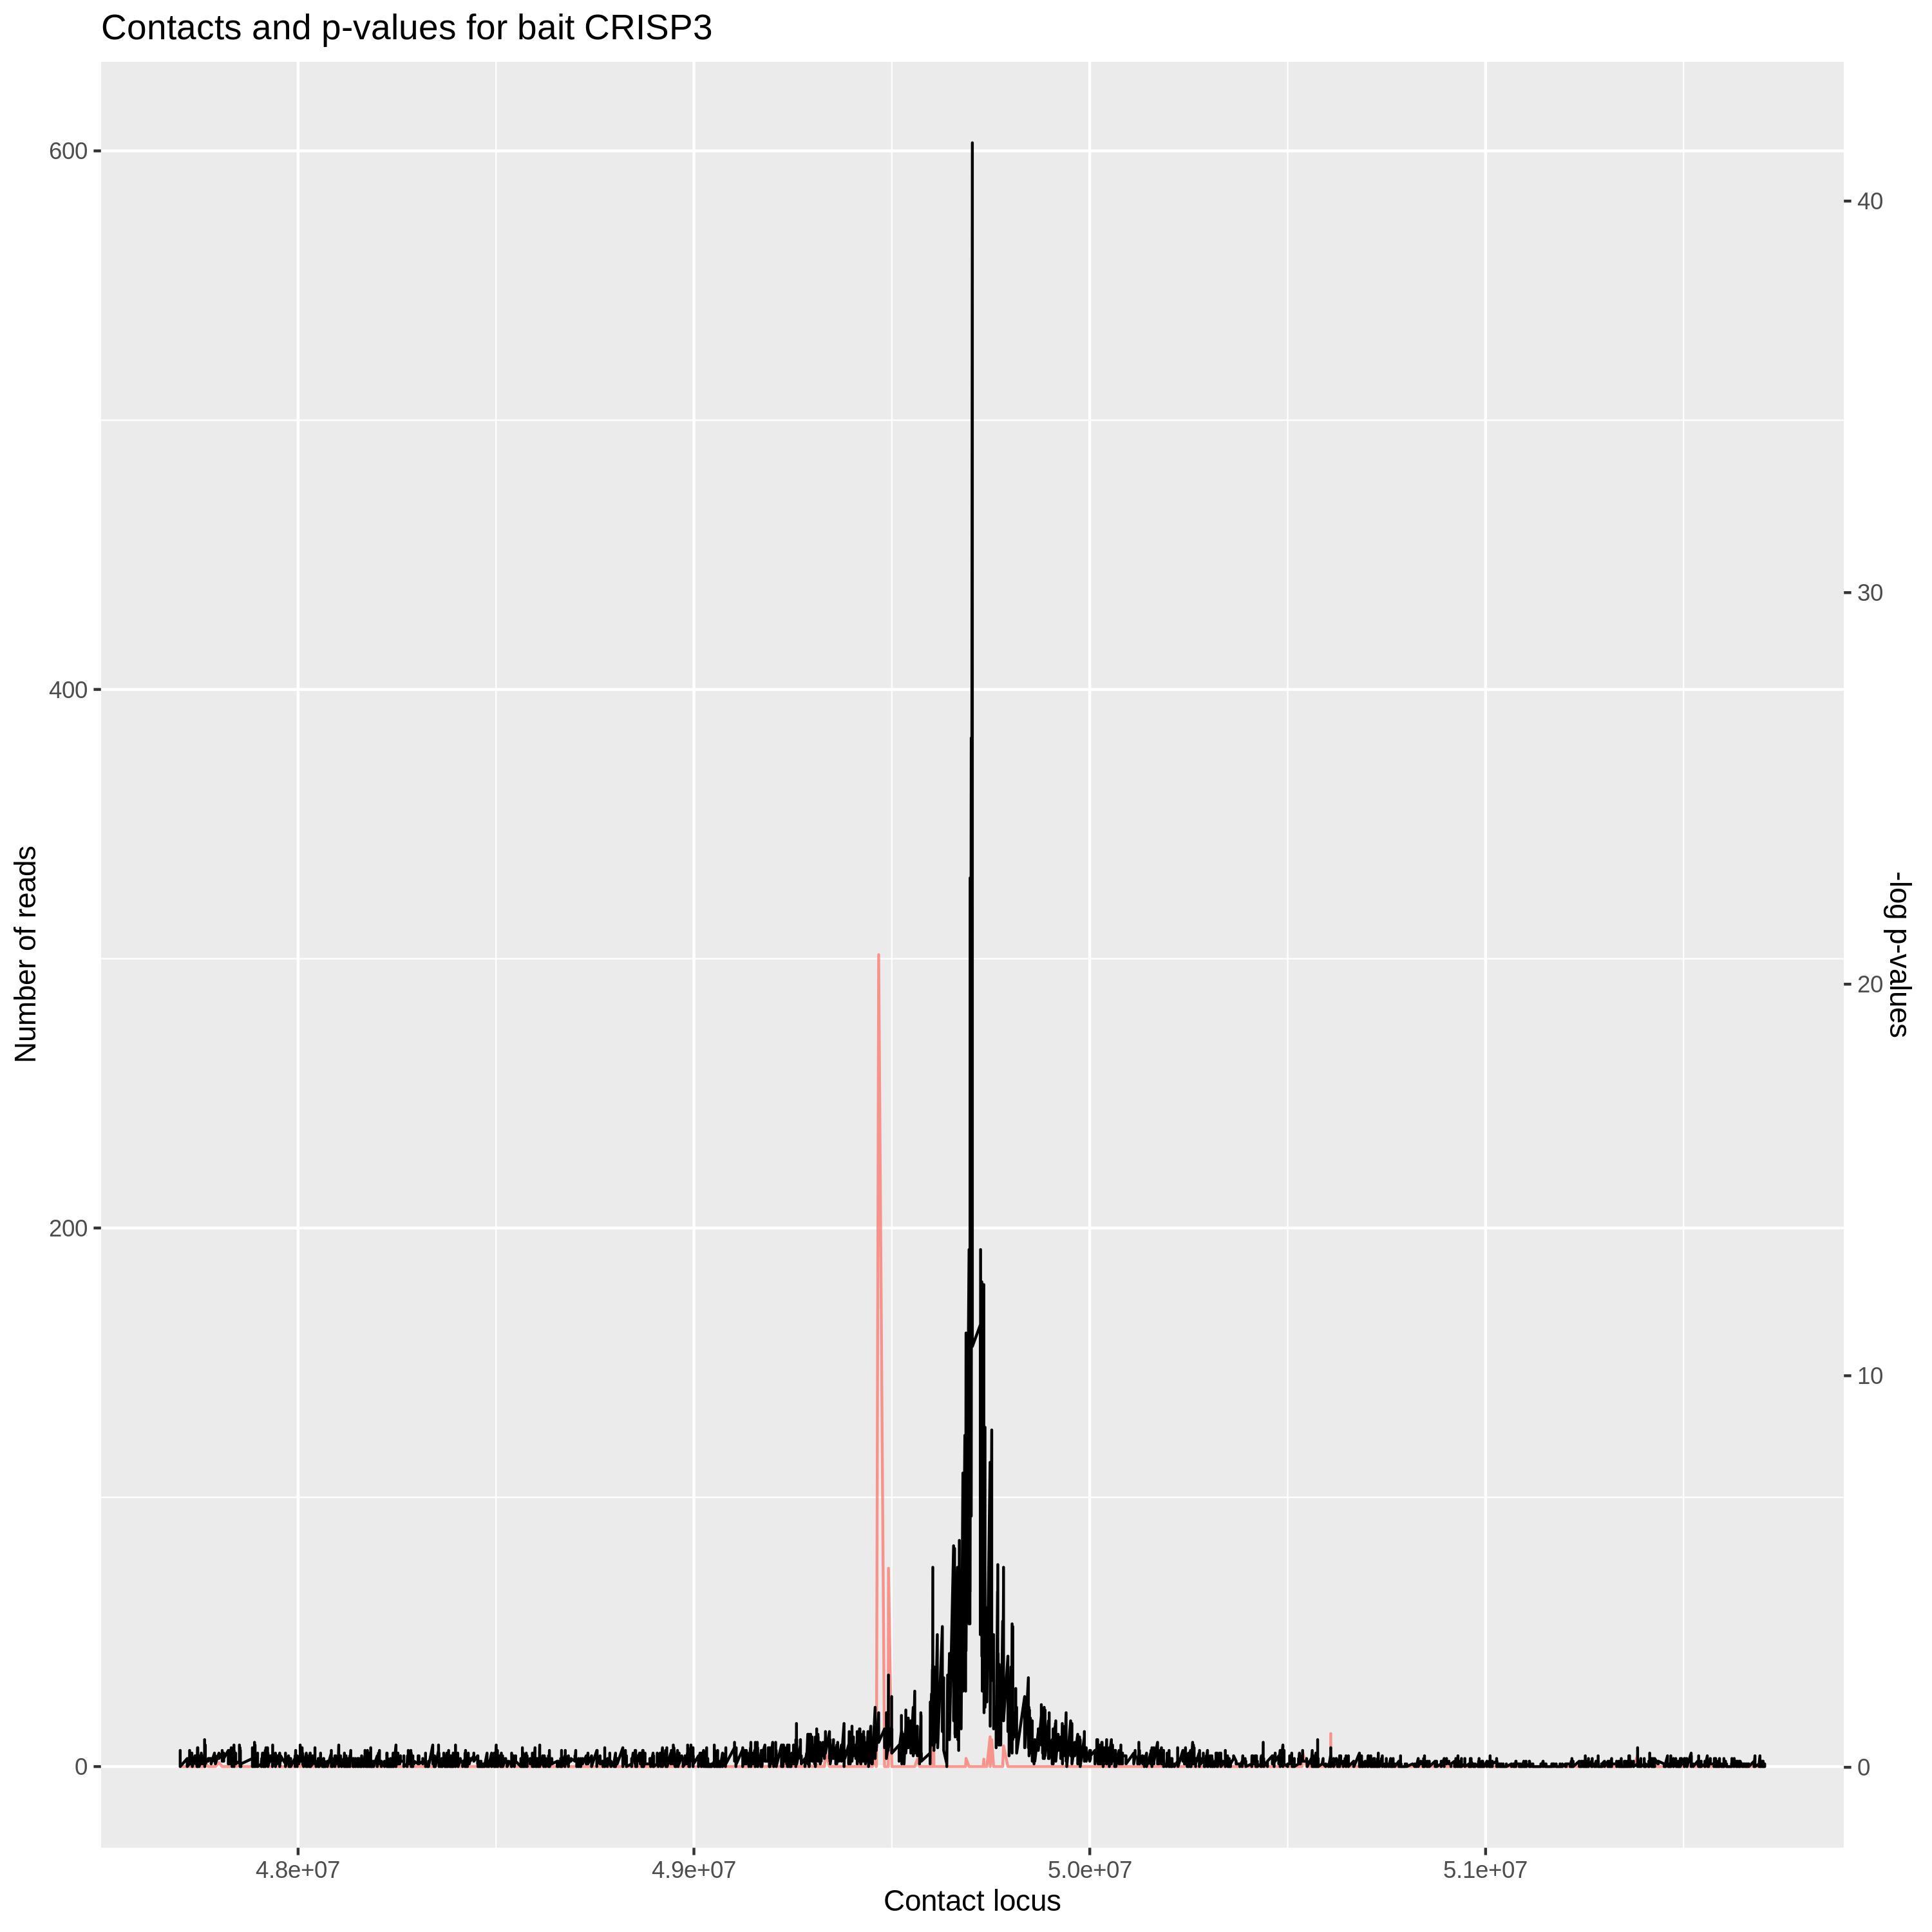 Contacts and p-values for bait CRISP3
600
400
200
0
Number of reads
40
30
20
10
0
-log p-values
4.8e+07
4.9e+07
5.0e+07
5.1e+07
Contact locus